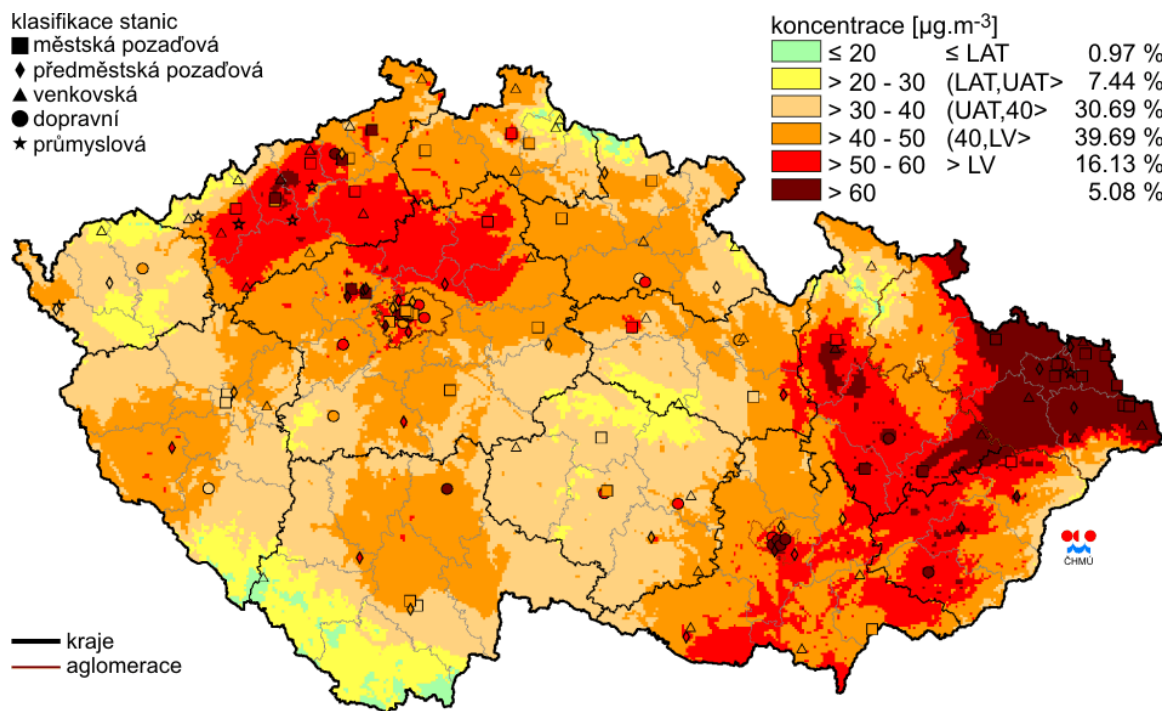 klasifikace stanic
městská pozaďová
předměstská pozaďová
venkovská
dopravní
průmyslová
koncentrace [µg.m⁻³]
≤ 20 ≤ LAT 0.97 %
> 20 - 30 (LAT,UAT> 7.44 %
> 30 - 40 (UAT,40> 30.69 %
> 40 - 50 (40,LV> 39.69 %
> 50 - 60 > LV 16.13 %
> 60 5.08 %
ČHMÚ
kraje
aglomerace